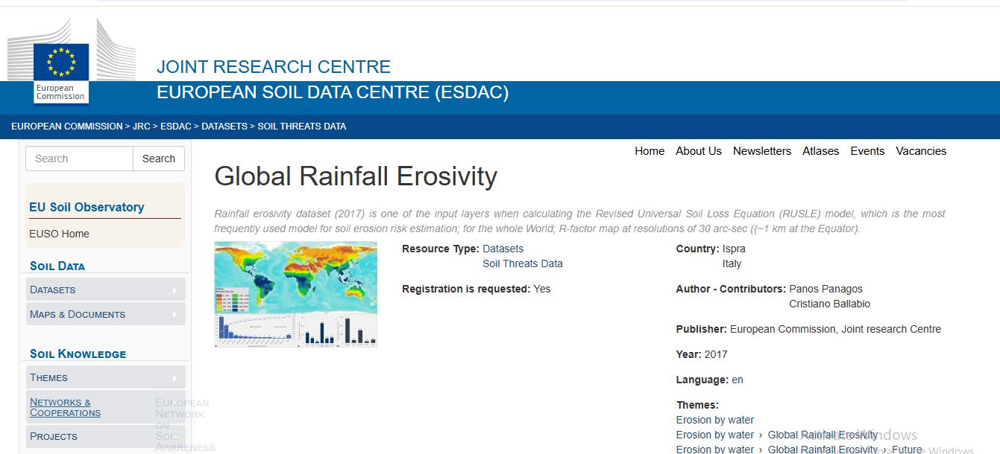 European
Commission
JOINT RESEARCH CENTRE
EUROPEAN SOIL DATA CENTRE (ESDAC)
EUROPEAN COMMISSION > JRC > ESDAC > DATASETS > SOIL THREATS DATA
Home About Us Newsletters Atlases Events Vacancies
Search Search
EU Soil Observatory
EUSO Home
SOIL DATA
DATASETS
MAPS & DOCUMENTS
SOIL KNOWLEDGE
THEMES
NETWORKS &
COOPERATIONS
PROJECTS
EUROPEAN
NETWORK
ON
SOIL
AWARENESS
Global Rainfall Erosivity
Rainfall erosivity dataset (2017) is one of the input layers when calculating the Revised Universal Soil Loss Equation (RUSLE) model, which is the most
frequently used model for soil erosion risk estimation; for the whole World; R-factor map at resolutions of 30 arc-sec ((~1 km at the Equator).
Resource Type: Datasets
Soil Threats Data
Registration is requested: Yes
Country: Ispra
Italy
Author - Contributors: Panos Panagos
Cristiano Ballabio
Publisher: European Commission, Joint research Centre
Year: 2017
Language: en
Themes:
Erosion by water
Erosion by water › Global Rainfall Erosivity
Erosion by water › Global Rainfall Erosivity › Future
Activate Windows